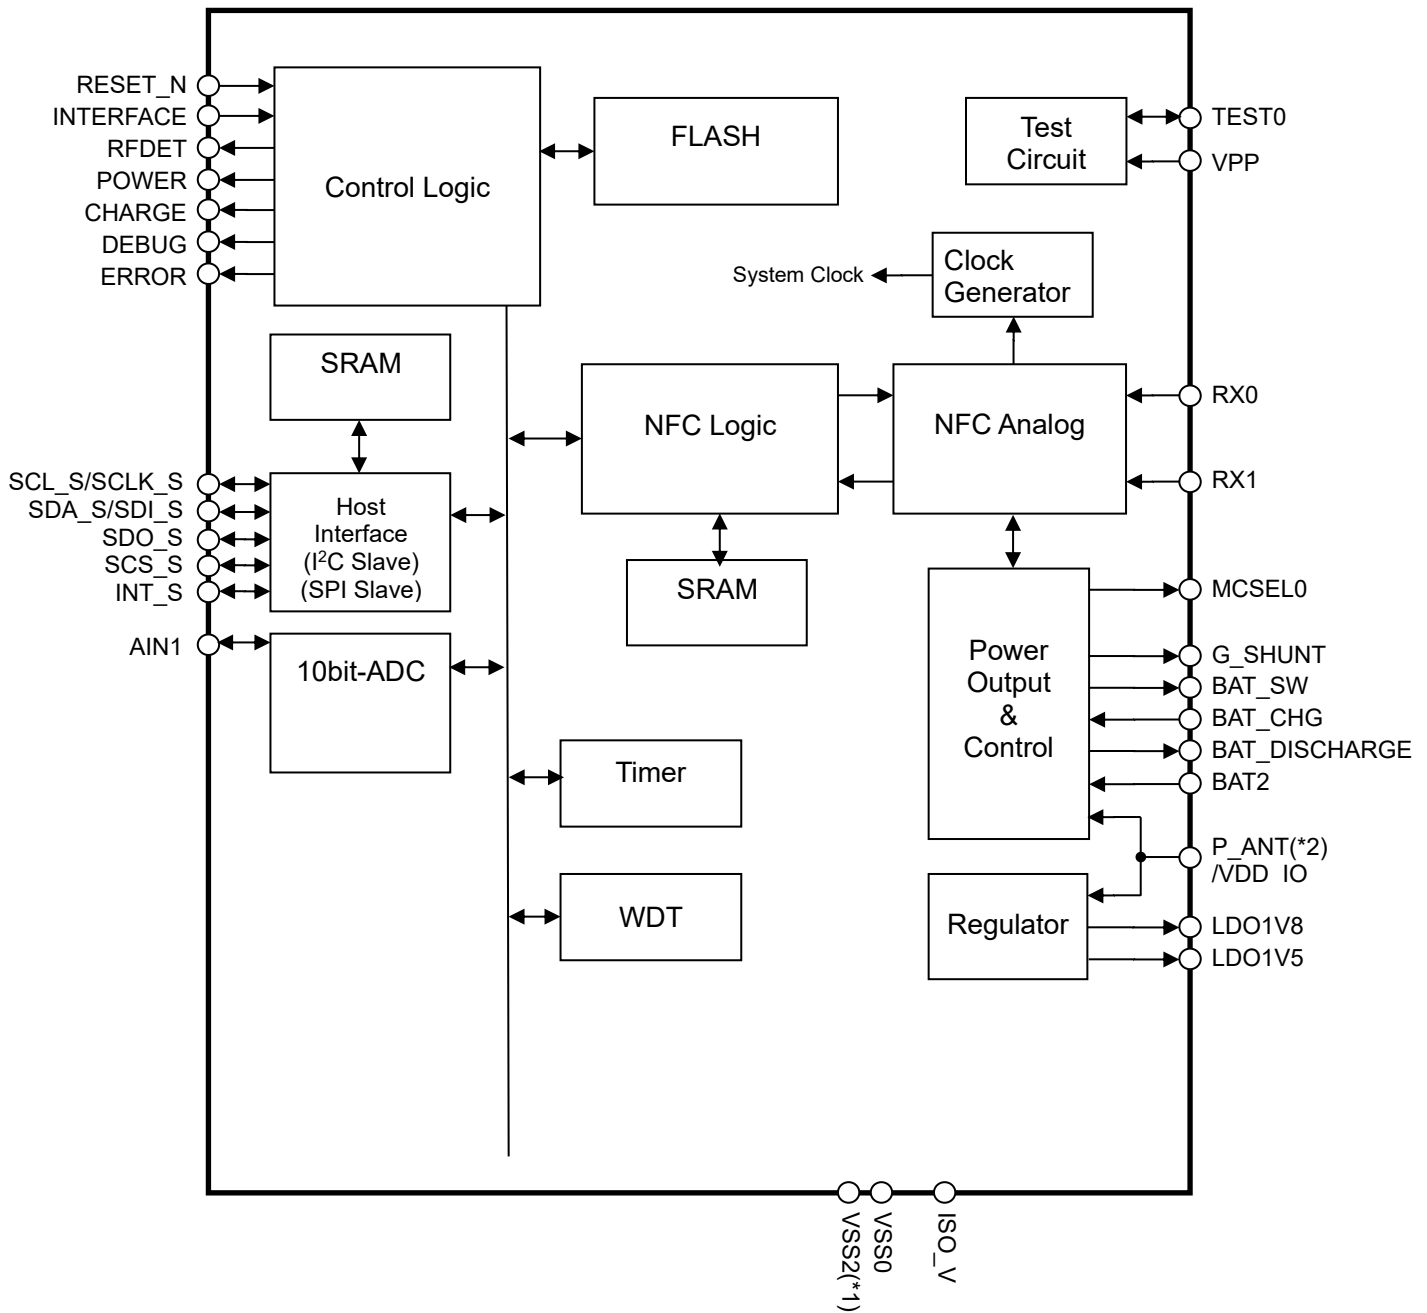 RESET_N
INTERFACE
RFDET
POWER
CHARGE
DEBUG
ERROR
Control Logic
FLASH
Test
Circuit
TEST0
VPP
System Clock
Clock
Generator
SRAM
NFC Logic
NFC Analog
RX0
RX1
SCL_S/SCLK_S
SDA_S/SDI_S
SDO_S
SCS_S
INT_S
Host
Interface
(I²C Slave)
(SPI Slave)
SRAM
AIN1
10bit-ADC
Power
Output
&
Control
MCSEL0
G_SHUNT
BAT_SW
BAT_CHG
BAT_DISCHARGE
BAT2
Timer
P_ANT(*2)
/VDD IO
WDT
Regulator
LDO1V8
LDO1V5
VSS2(*1)
VSS0
ISO_V